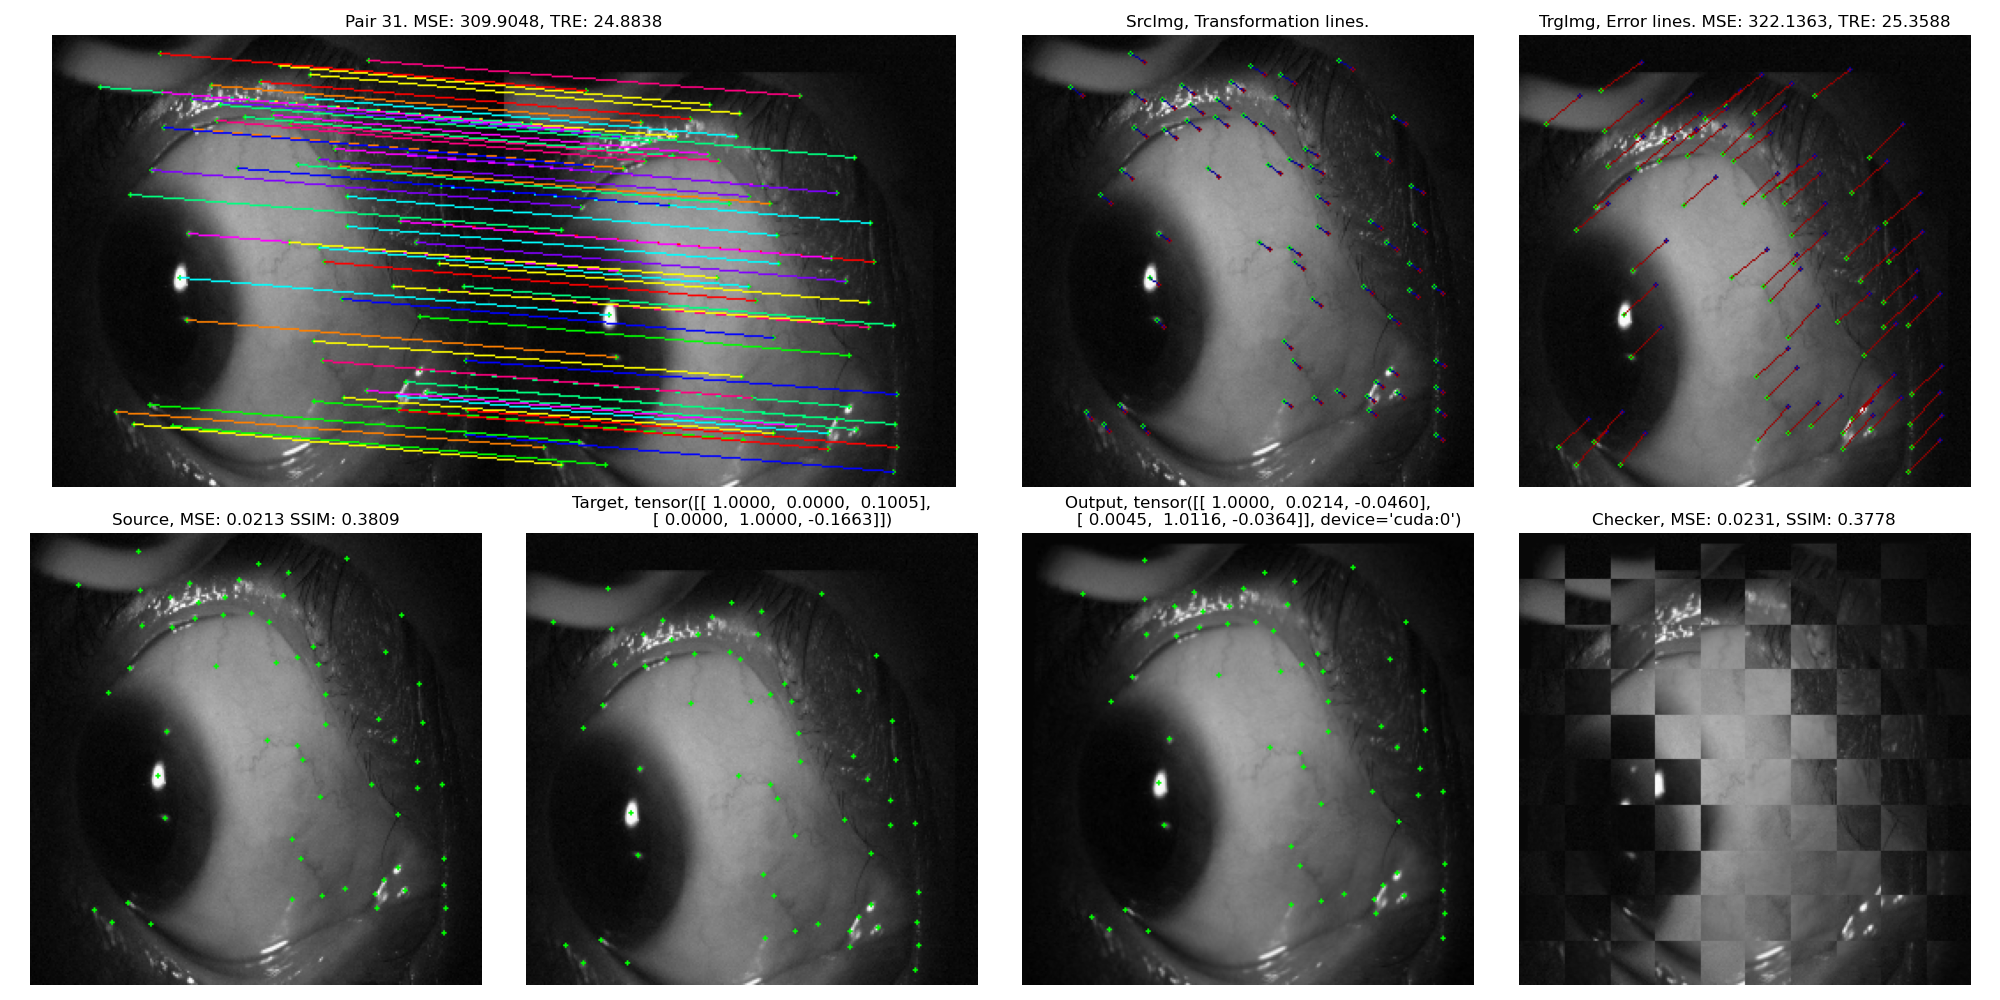 Pair 31. MSE: 309.9048, TRE: 24.8838
SrcImg, Transformation lines.
TrgImg, Error lines. MSE: 322.1363, TRE: 25.3588
Source, MSE: 0.0213 SSIM: 0.3809
Target, tensor([[ 1.0000,  0.0000,  0.1005],
[ 0.0000,  1.0000, -0.1663]])
Output, tensor([[ 1.0000,  0.0214, -0.0460],
[ 0.0045,  1.0116, -0.0364]], device='cuda:0')
Checker, MSE: 0.0231, SSIM: 0.3778